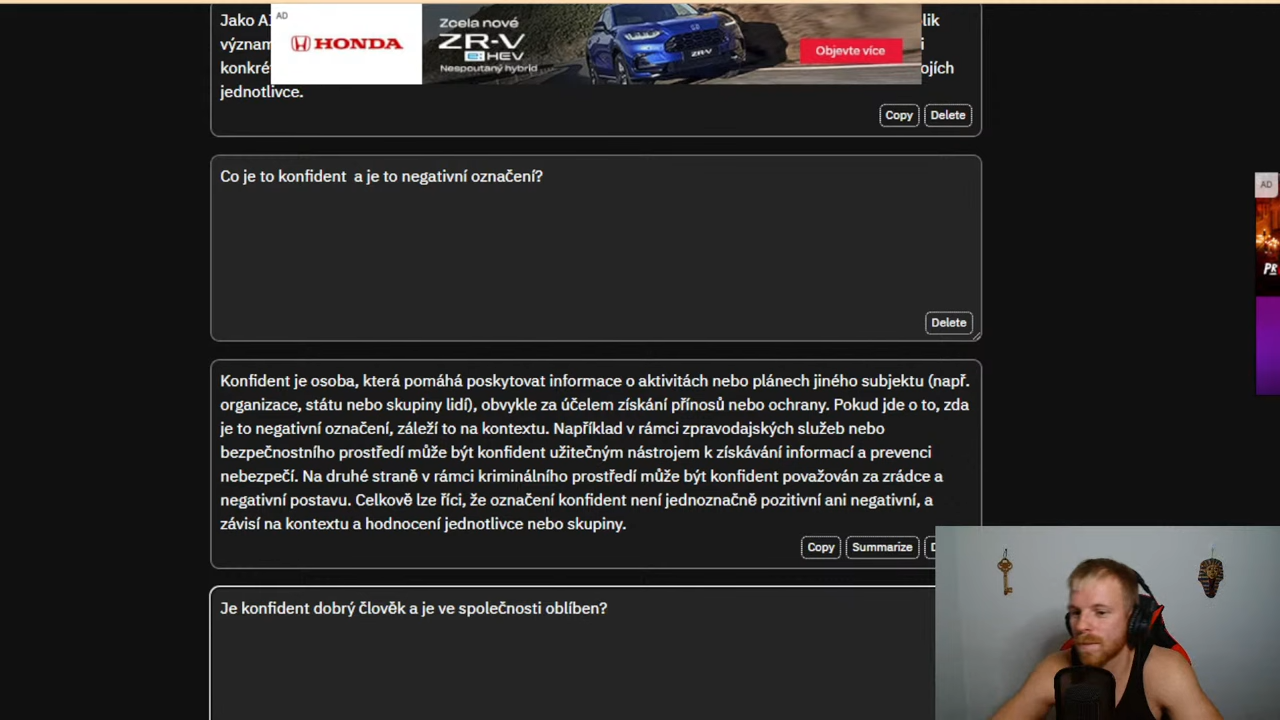 Jako A
AD
HONDA
Zcela nové
ZR-V
e:HEV
Nespoutaný hybrid
ZR-V
Objevte více
lik
význam
i
konkré
ojích
jednotlivce.
Copy Delete
Co je to konfident  a je to negativní označení?
Delete
AD
PR
Konfident je osoba, která pomáhá poskytovat informace o aktivitách nebo plánech jiného subjektu (např.
organizace, státu nebo skupiny lidí), obvykle za účelem získání přínosů nebo ochrany. Pokud jde o to, zda
je to negativní označení, záleží to na kontextu. Například v rámci zpravodajských služeb nebo
bezpečnostního prostředí může být konfident užitečným nástrojem k získávání informací a prevenci
nebezpečí. Na druhé straně v rámci kriminálního prostředí může být konfident považován za zrádce a
negativní postavu. Celkově lze říci, že označení konfident není jednoznačně pozitivní ani negativní, a
závisí na kontextu a hodnocení jednotlivce nebo skupiny.
Copy Summarize D
Je konfident dobrý člověk a je ve společnosti oblíben?